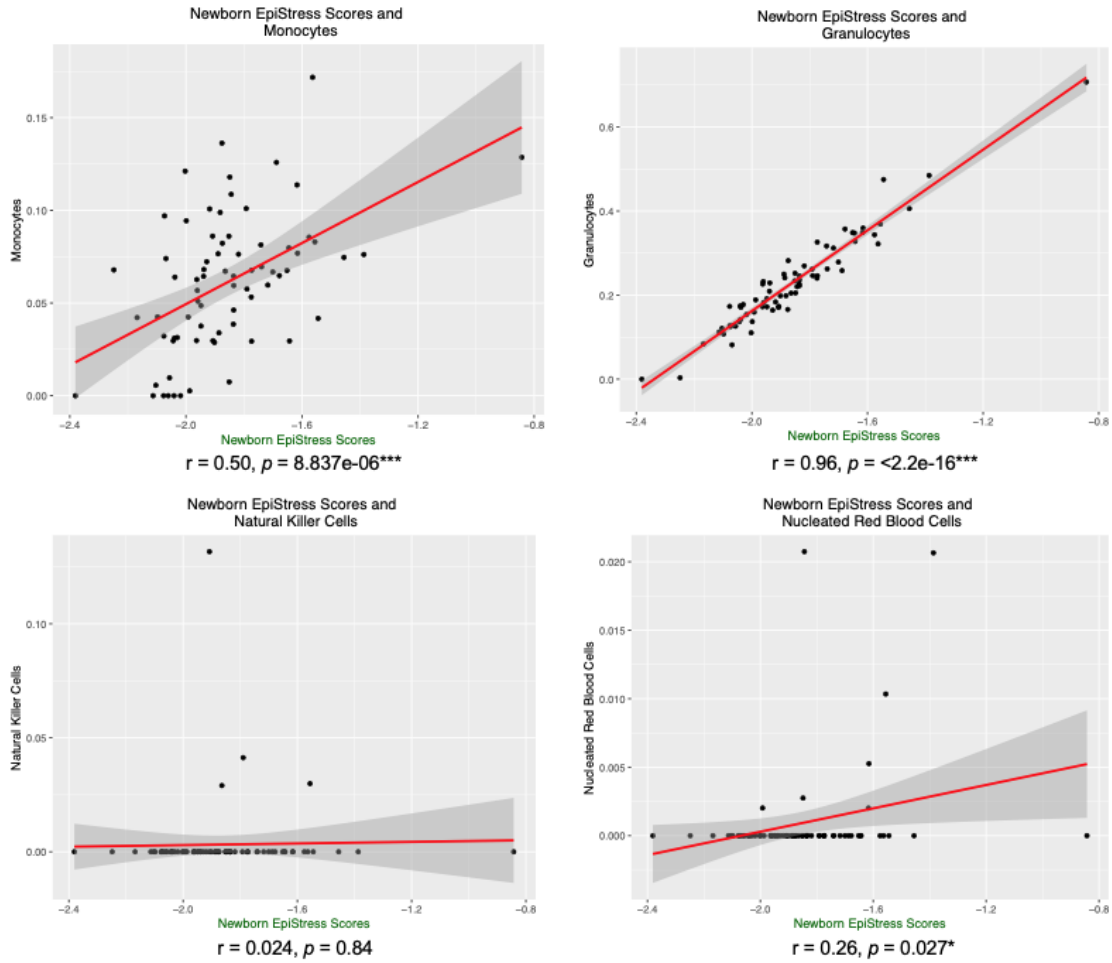 Newborn EpiStress Scores and
Monocytes
Monocytes
0.15
0.10
0.05
0.00
−2.4
−2.0
−1.6
−1.2
−0.8
Newborn EpiStress Scores
r = 0.50, p = 8.837e-06***
Newborn EpiStress Scores and
Granulocytes
Granulocytes
0.6
0.4
0.2
0.0
−2.4
−2.0
−1.6
−1.2
−0.8
Newborn EpiStress Scores
r = 0.96, p = <2.2e-16***
Newborn EpiStress Scores and
Natural Killer Cells
Natural Killer Cells
0.10
0.05
0.00
−2.4
−2.0
−1.6
−1.2
−0.8
Newborn EpiStress Scores
r = 0.024, p = 0.84
Newborn EpiStress Scores and
Nucleated Red Blood Cells
Nucleated Red Blood Cells
0.020
0.015
0.010
0.005
0.000
−2.4
−2.0
−1.6
−1.2
−0.8
Newborn EpiStress Scores
r = 0.26, p = 0.027*